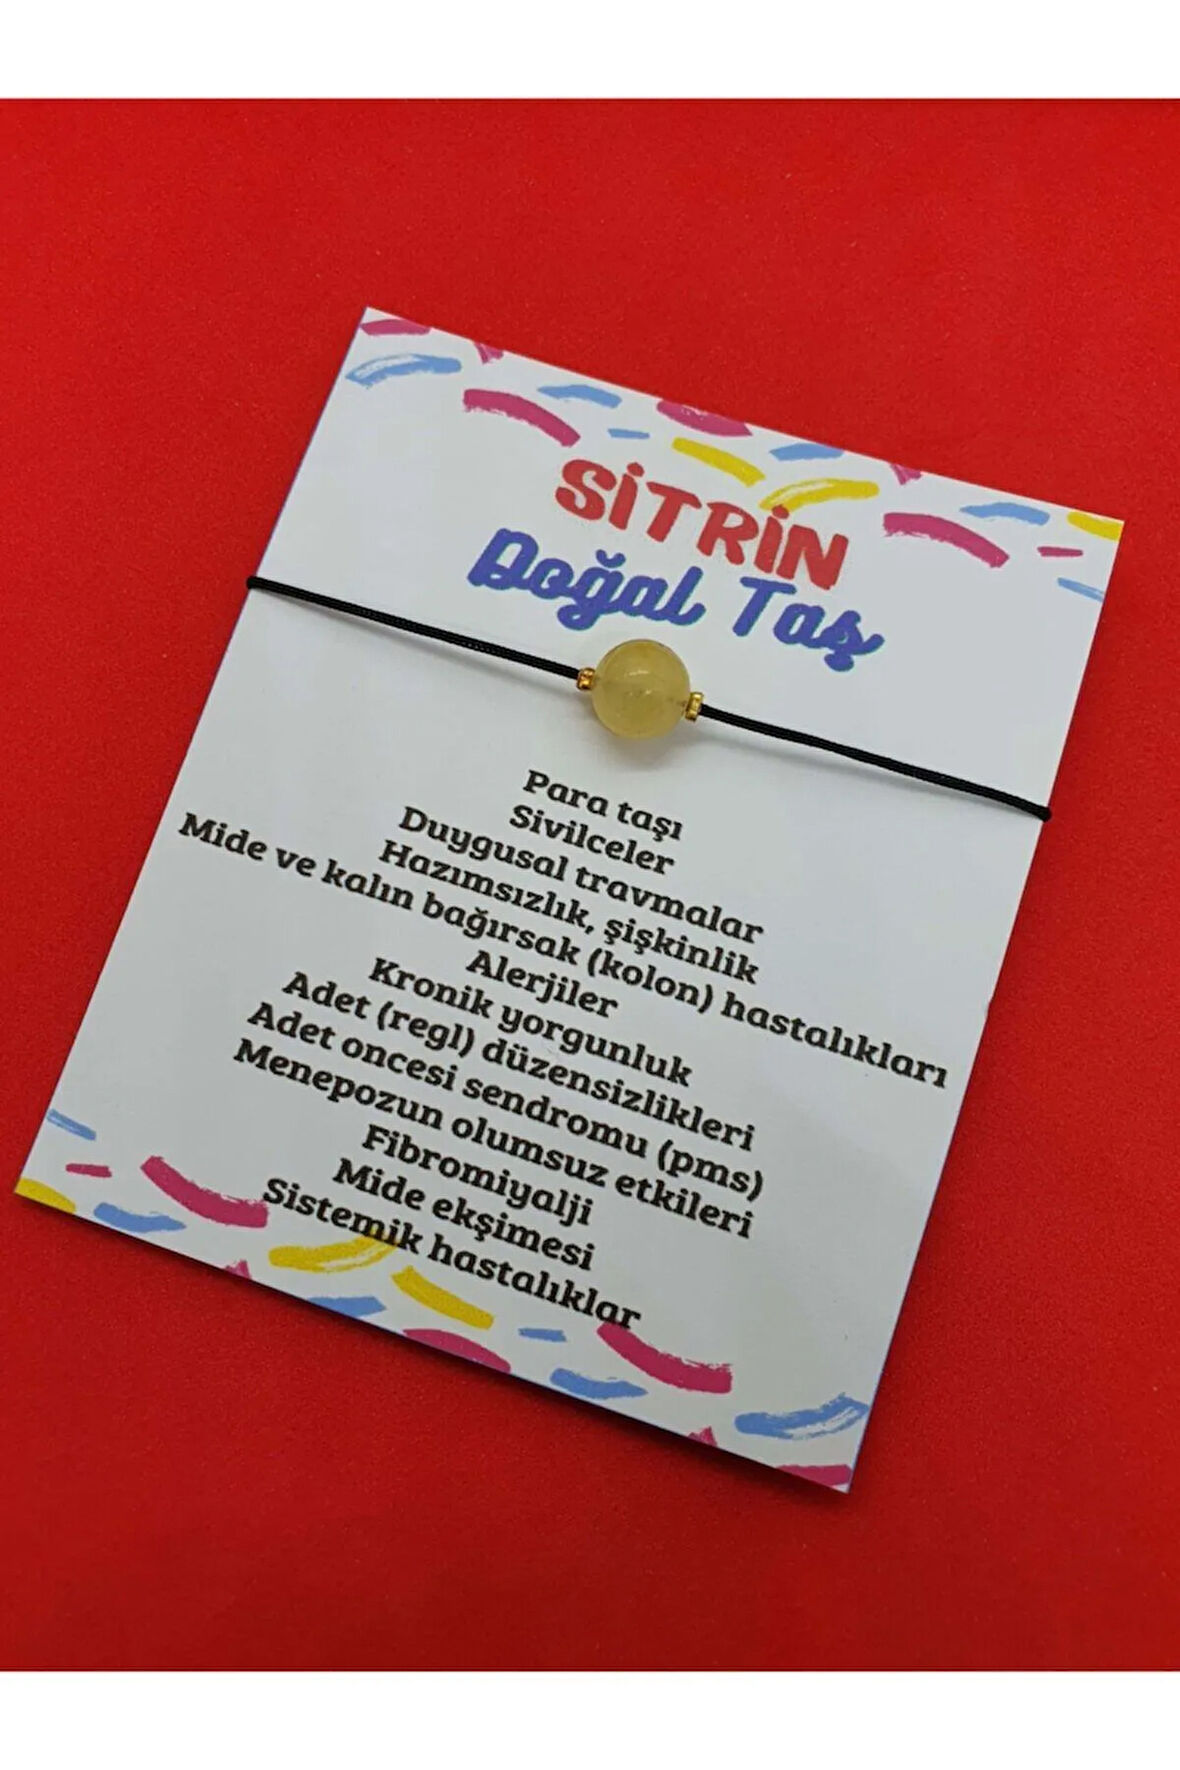 SİTRİN
Doğal Taş
Para taşı
Sivilceler
Duygusal travmalar
Hazımsızlık, şişkinlik
Mide ve kalın bağırsak (kolon) hastalıkları
Alerjiler
Kronik yorgunluk
Adet (regl) düzensizlikleri
Adet oncesi sendromu (pms)
Menepozun olumsuz etkileri
Fibromiyalji
Mide ekşimesi
Sistemik hastalıklar